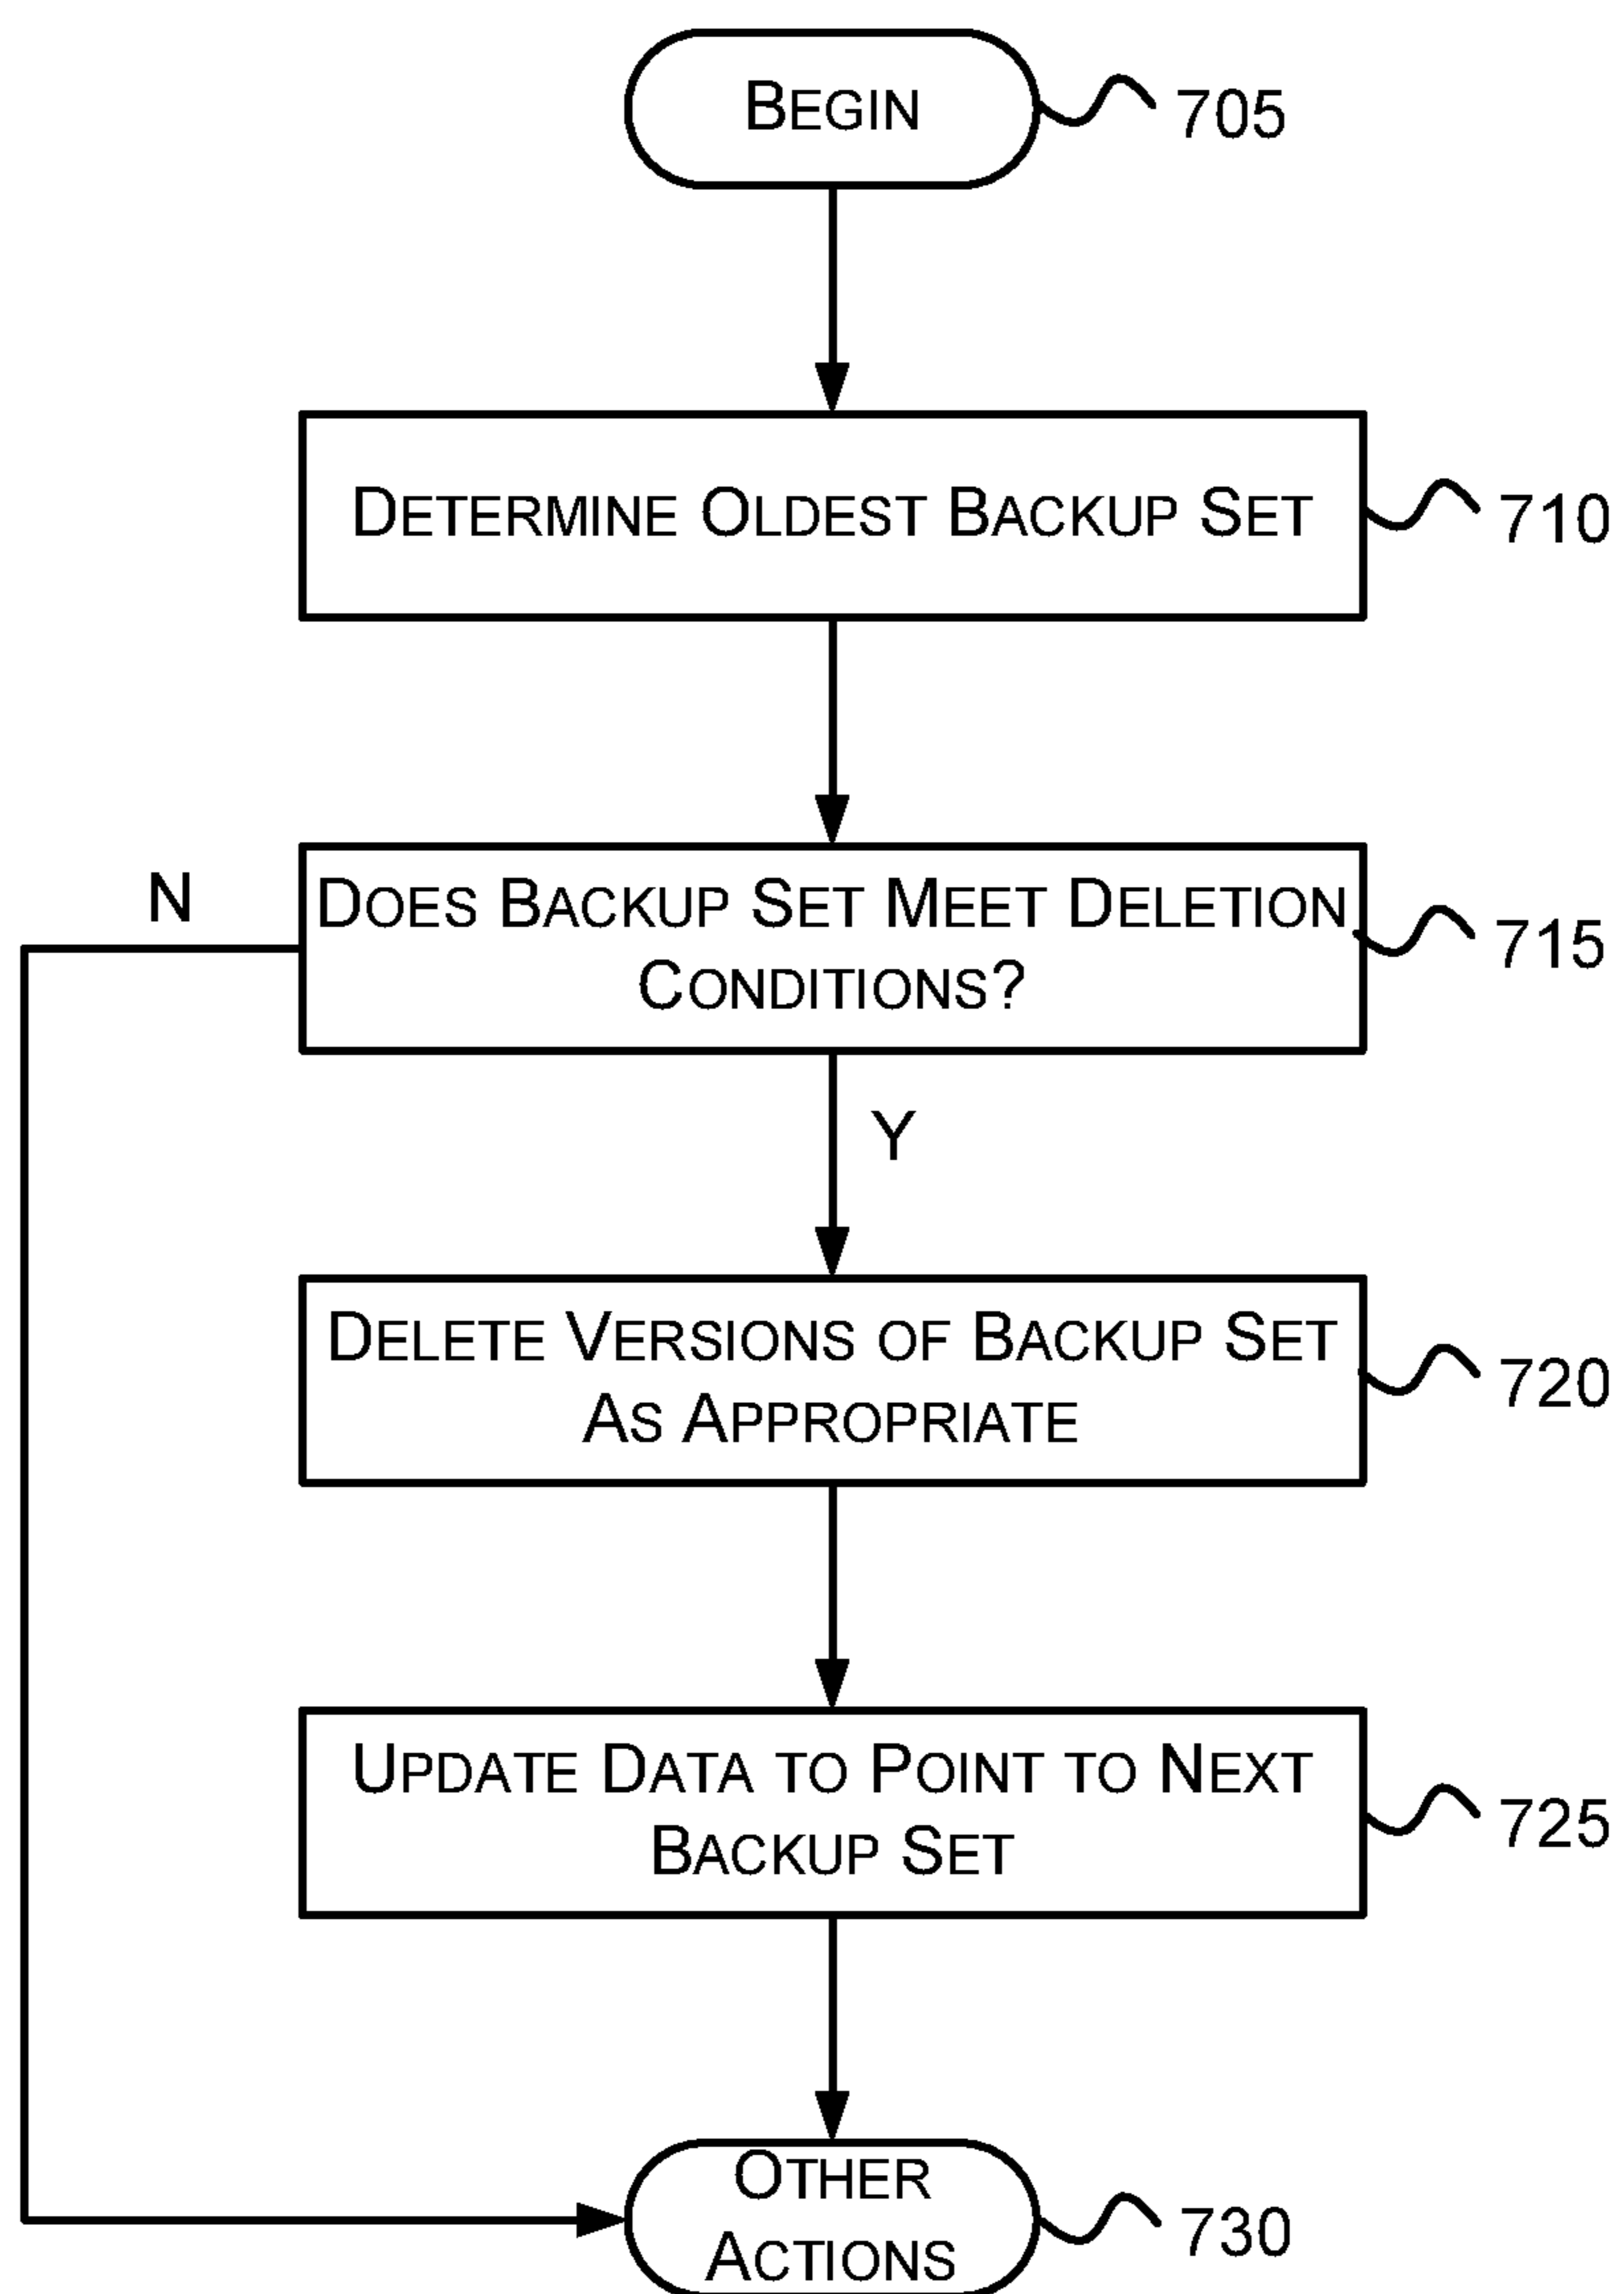 BEGIN
705
DETERMINE OLDEST BACKUP SET
710
N
DOES BACKUP SET MEET DELETION
CONDITIONS?
715
Y
DELETE VERSIONS OF BACKUP SET
AS APPROPRIATE
720
UPDATE DATA TO POINT TO NEXT
BACKUP SET
725
OTHER
ACTIONS
730